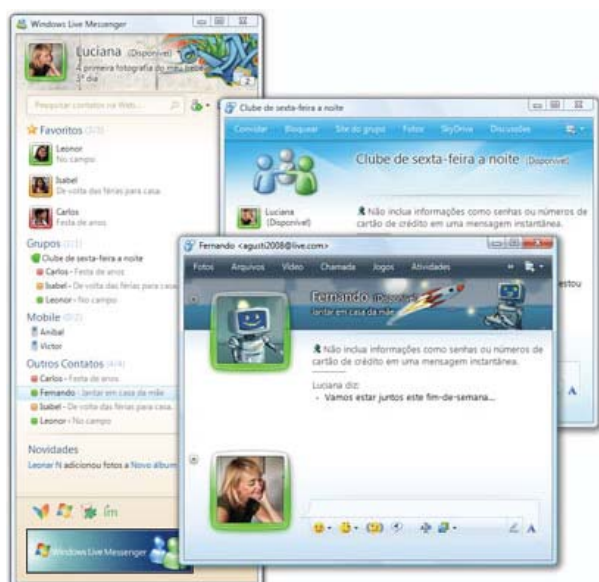 Windows Live Messenger
Luciana (Disponível)
A primeira fotografia do meu bebé
3º dia
2
Pesquisar contatos na Web...
Favoritos (3/3)
Leonor
No campo.
Isabel
De volta das férias para casa.
Carlos
Festa de anos.
Grupos (1/1)
Clube de sexta-feira a noite
Carlos - Festa de anos.
Isabel - De volta das férias para casa.
Leonor - No campo
Mobile (0/2)
Anibal
Victor
Outros Contatos (4/4)
Carlos - Festa de anos.
Fernando - Jantar em casa da mãe
Isabel - De volta das férias para casa.
Leonor - No campo
Novidades
Leonar N adicionou fotos a Novo álbum
im
Windows Live Messenger
Clube de sexta-feira a noite
Convidar Bloquear Site do grupo Fotos SkyDrive Discussões
Clube de sexta-feira a noite (Disponível)
Luciana
(Disponível)
Não inclua informações como senhas ou números de
cartão de crédito em uma mensagem instantânea.
estou
A
Fernando <agusti2008@live.com>
Fotos Arquivos Vídeo Chamada Jogos Atividades »
Fernando (Disponível)
Jantar em casa da mãe
Não inclua informações como senhas ou números de
cartão de crédito em uma mensagem instantânea.
Luciana diz:
Vamos estar juntos este fim-de-semana...
A